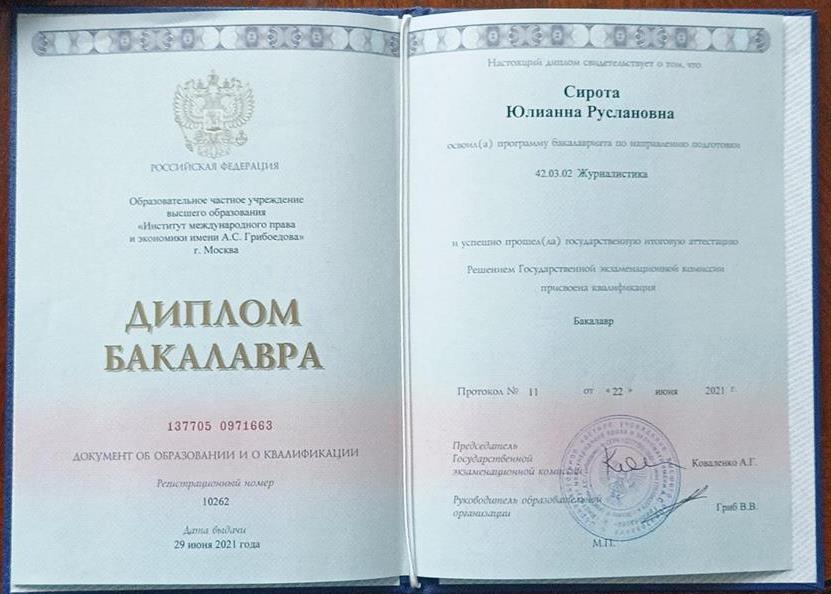 РОССИЙСКАЯ ФЕДЕРАЦИЯ
Образовательное частное учреждение
высшего образования
«Институт международного права
и экономики имени А.С. Грибоедова»
г. Москва
ДИПЛОМ
БАКАЛАВРА
137705 0971663
ДОКУМЕНТ ОБ ОБРАЗОВАНИИ И О КВАЛИФИКАЦИИ
Регистрационный номер
10262
Дата выдачи
29 июня 2021 года
Настоящий диплом свидетельствует о том, что
Сирота
Юлианна Руслановна
освоил(а) программу бакалавриата по направлению подготовки
42.03.02 Журналистика
и успешно прошел(ла) государственную итоговую аттестацию
Решением Государственной экзаменационной комиссии
присвоена квалификация
Бакалавр
Протокол № 11 от «22» июня 2021 г.
Председатель
Государственной
экзаменационной комиссии Коваленко А.Г.
Руководитель образовательной
организации Гриб В.В.
М.П.